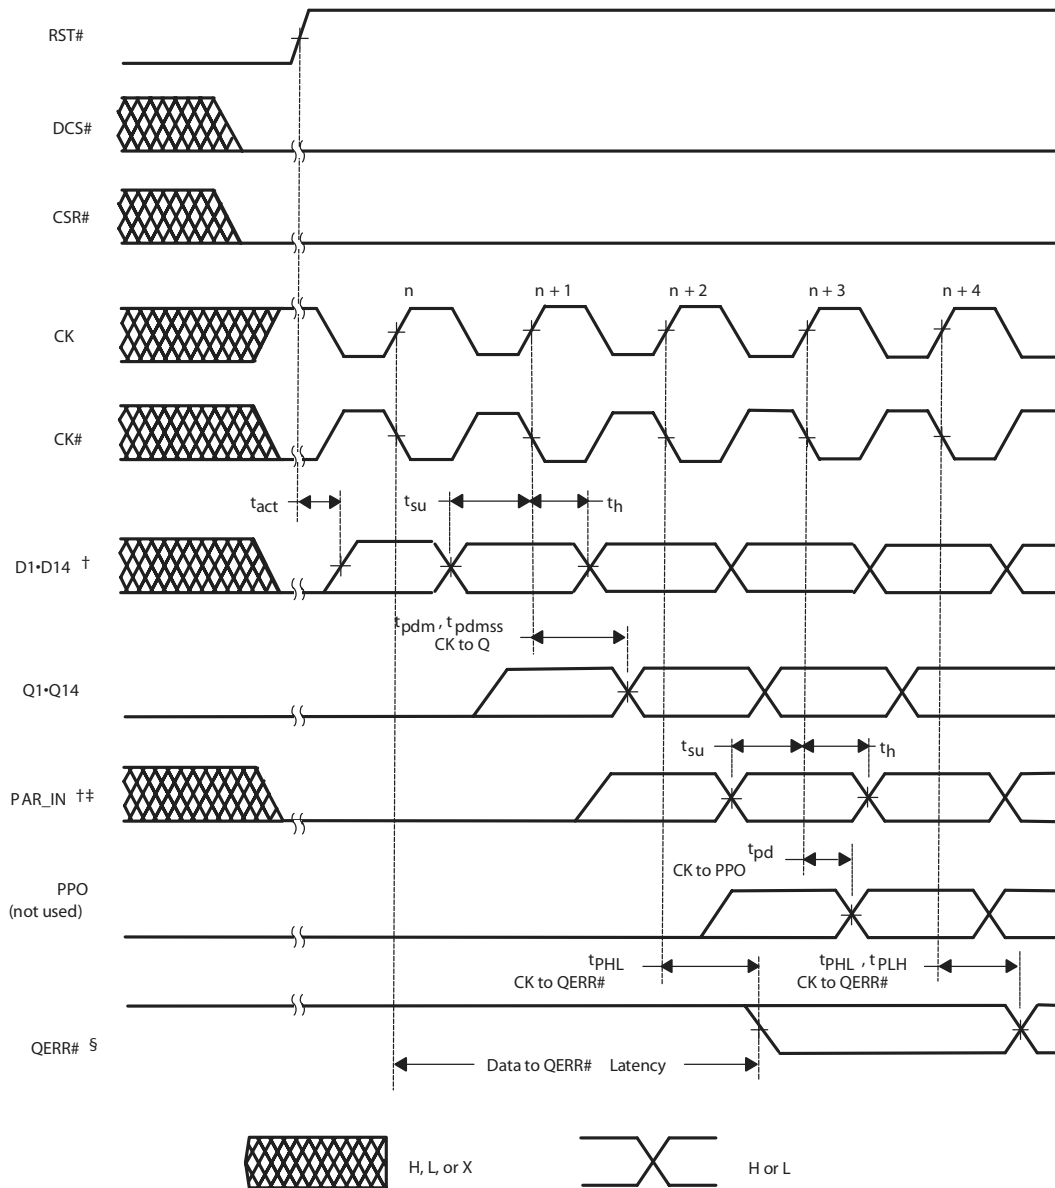 RST#
DCS#
CSR#
n n + 1 n + 2 n + 3 n + 4
CK
CK#
tact tsu th
D1•D14 †
tpdm , tpdmss
CK to Q
Q1•Q14
tsu th
PAR_IN †‡
tpd
CK to PPO
PPO
(not used)
tPHL
CK to QERR#
tPHL , tPLH
CK to QERR#
QERR# §
Data to QERR# Latency
H, L, or X
H or L